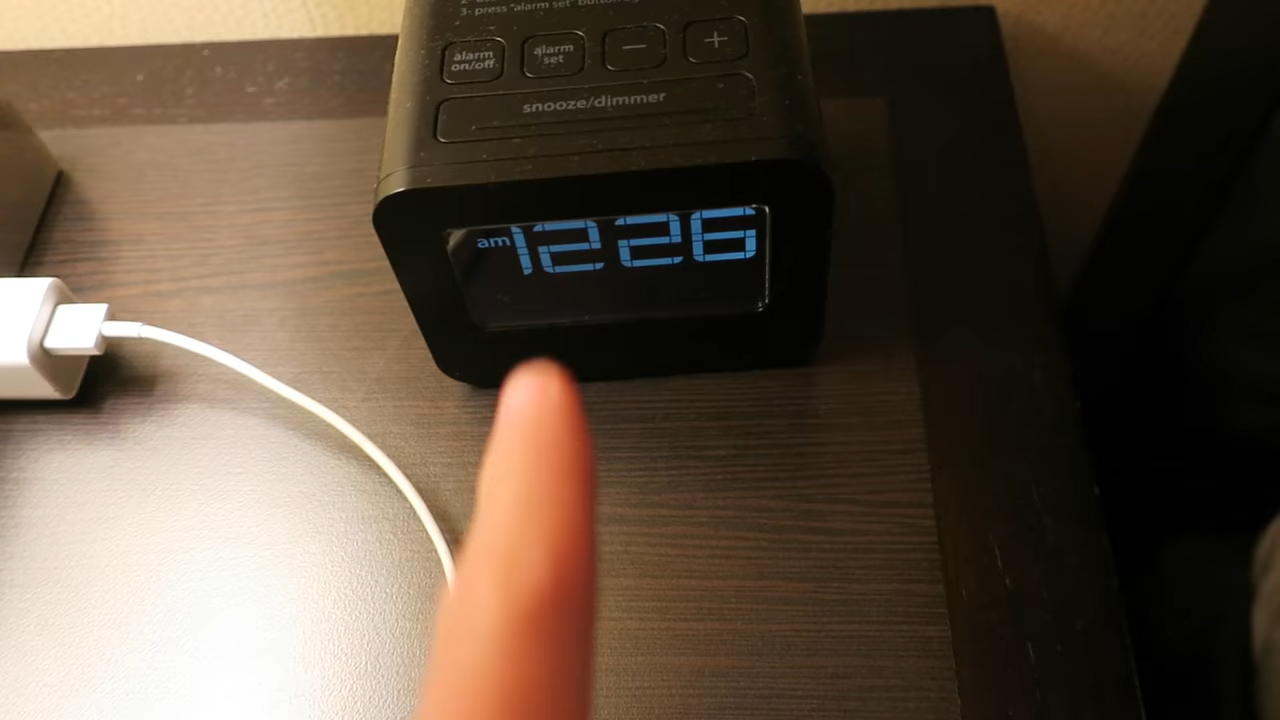 3- press "alarm set" button
alarm on/off
alarm set
−
+
snooze/dimmer
am 1226